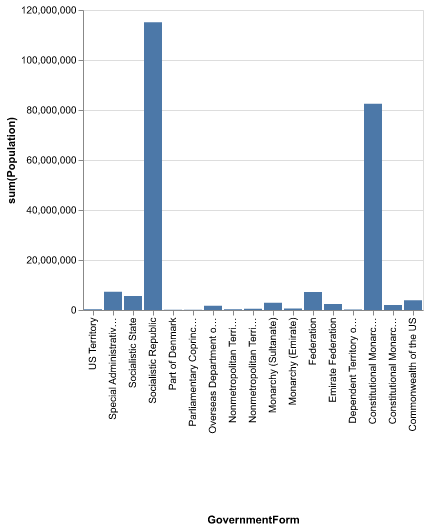 sum(Population)
120,000,000
100,000,000
80,000,000
60,000,000
40,000,000
20,000,000
0
US Territory
Special Administrativ…
Socialistic State
Socialistic Republic
Part of Denmark
Parliamentary Coprinc…
Overseas Department o…
Nonmetropolitan Terri…
Nonmetropolitan Terri…
Monarchy (Sultanate)
Monarchy (Emirate)
Federation
Emirate Federation
Dependent Territory o…
Constitutional Monarc…
Constitutional Monarc…
Commonwealth of the US
GovernmentForm